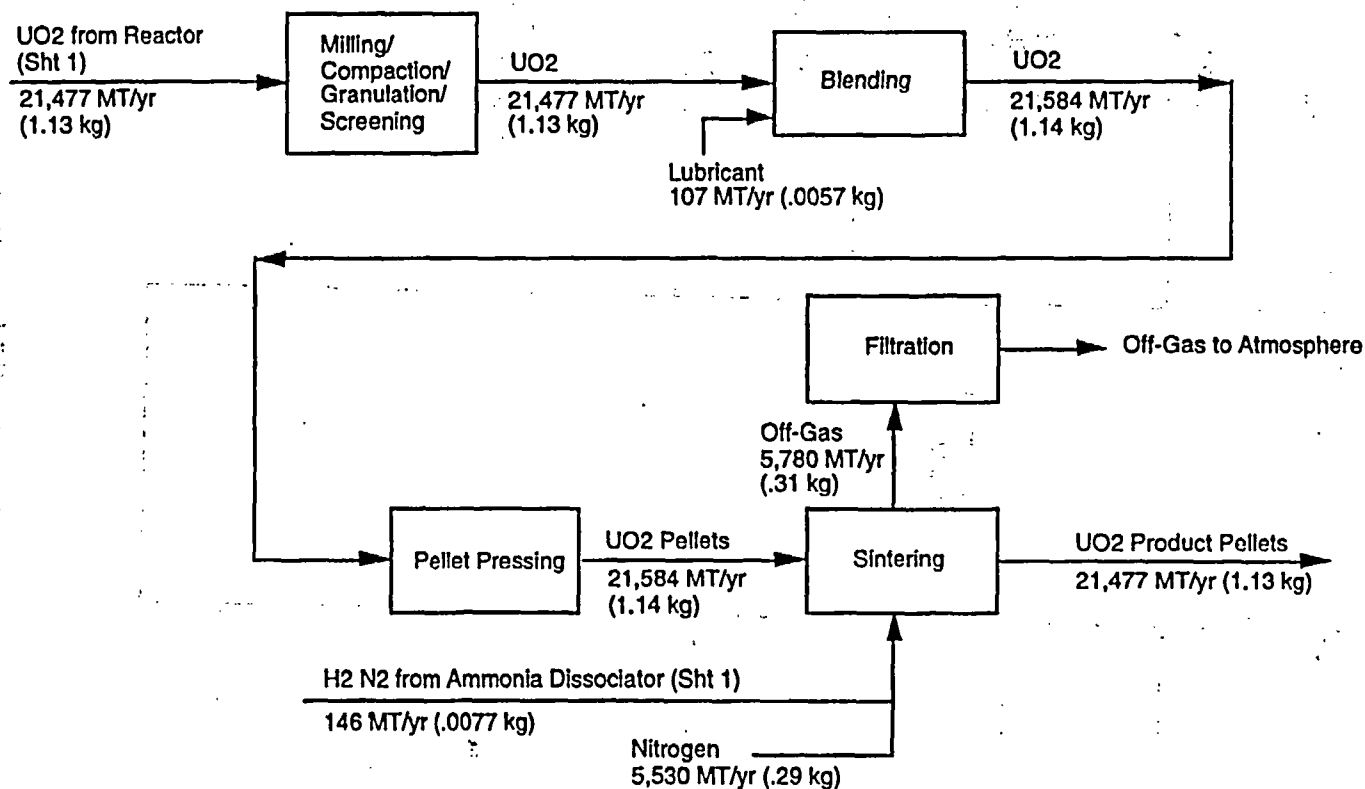 UO2 from Reactor
(Sht 1)
21,477 MT/yr
(1.13 kg)
Milling/
Compaction/
Granulation/
Screening
UO2
21,477 MT/yr
(1.13 kg)
Blending
UO2
21,584 MT/yr
(1.14 kg)
Lubricant
107 MT/yr (.0057 kg)
Filtration
Off-Gas to Atmosphere
Off-Gas
5,780 MT/yr
(.31 kg)
Pellet Pressing
UO2 Pellets
21,584 MT/yr
(1.14 kg)
Sintering
UO2 Product Pellets
21,477 MT/yr (1.13 kg)
H2 N2 from Ammonia Dissociator (Sht 1)
146 MT/yr (.0077 kg)
Nitrogen
5,530 MT/yr (.29 kg)